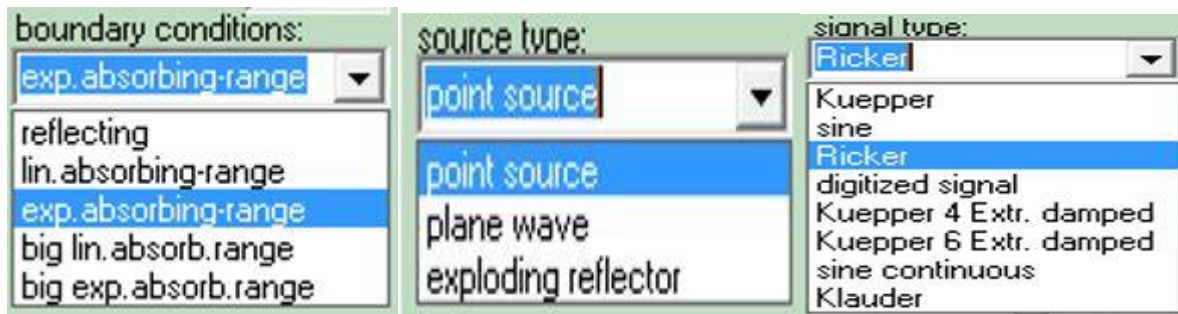 boundary conditions:
exp.absorbing-range
reflecting
lin.absorbing-range
exp.absorbing-range
big lin.absorb.range
big exp.absorb.range
source type:
point source
point source
plane wave
exploding reflector
signal type:
Ricker
Kuepper
sine
Ricker
digitized signal
Kuepper 4 Extr. damped
Kuepper 6 Extr. damped
sine continuous
Klauder